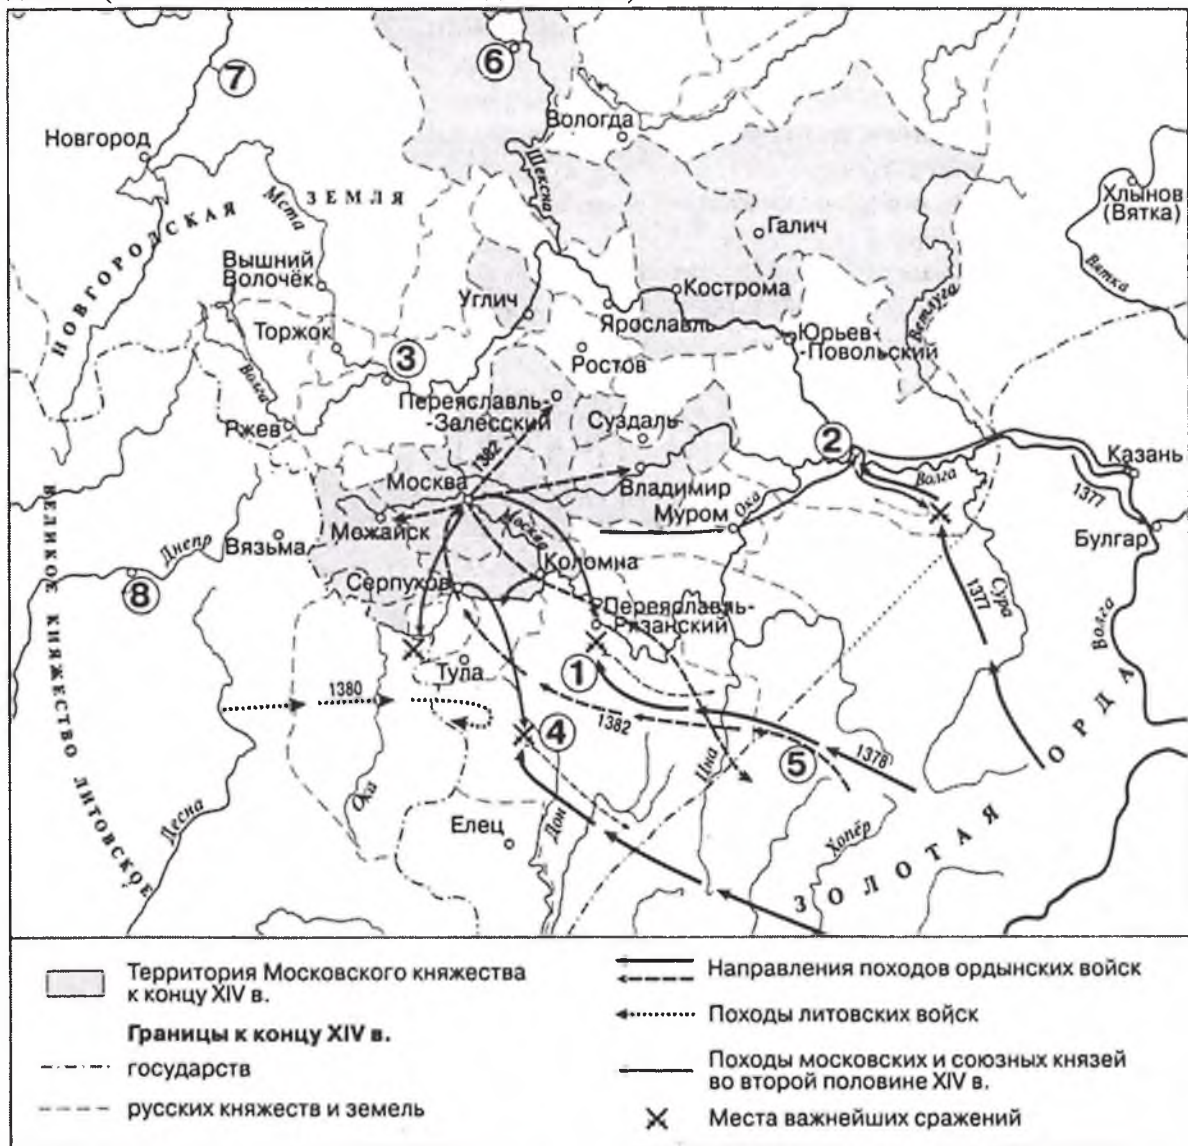 6
7
Вологда
Новгород
Шексна
Хлынов
(Вятка)
Мста
ЗЕМЛЯ
НОВГОРОДСКАЯ
Галич
Вышний
Волочёк
Вятка
Углич
Кострома
Ветлуга
Торжок
Ярославль
Юрьев-
-Повольский
3
Ростов
Волга
Переяславль-
-Залесский
Суздаль
Ржев
1382
2
Казань
Москва
Владимир
Волга
1377
Можайск
Москва
Муром
Ока
Булгар
Вязьма
Днепр
Коломна
8
Серпухов
Переяславль-
-Рязанский
1377
Сура
Волга
ВЕЛИКОЕ КНЯЖЕСТВО ЛИТОВСКОЕ
Тула
1
1380
4
1382
5
1378
Цна
Ока
Десна
Елец
Дон
Хопёр
ЗОЛОТАЯ ОРДА
Территория Московского княжества
к концу XIV в.
Границы к концу XIV в.
государств
русских княжеств и земель
Направления походов ордынских войск
Походы литовских войск
Походы московских и союзных князей
во второй половине XIV в.
Места важнейших сражений